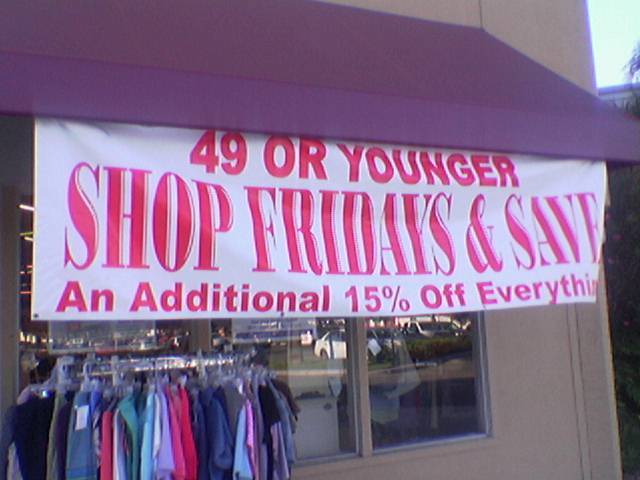 49 OR YOUNGER
SHOP FRIDAYS & SAVE
An Additional 15% Off Everythin